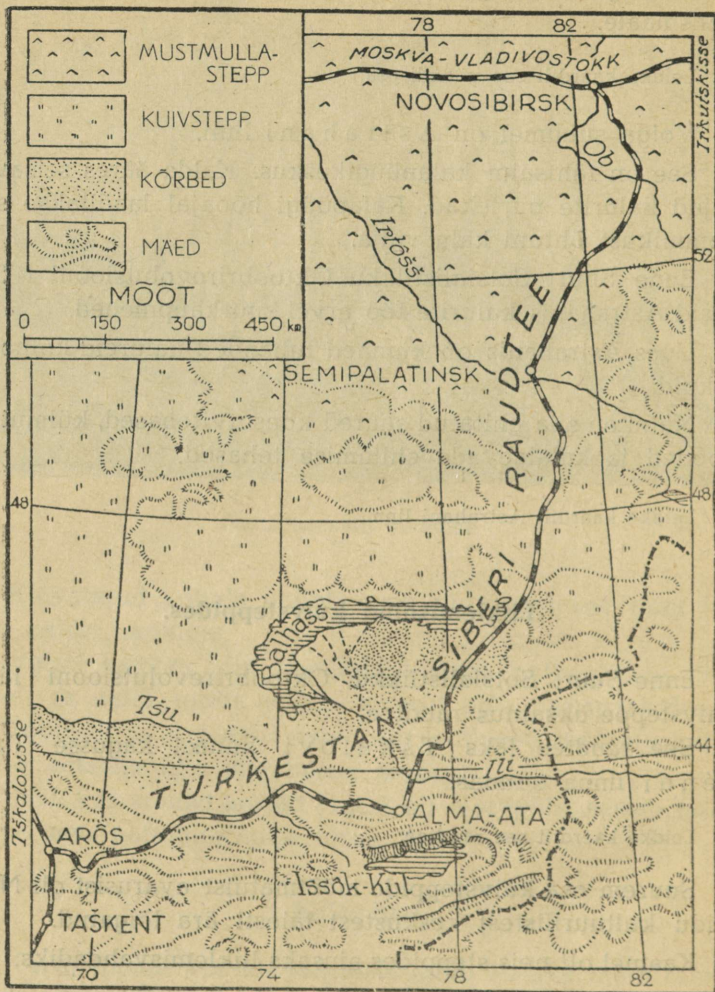 78 82
MUSTMULLA-
STEPP
KUIVSTEPP
KÕRBED
MÄED
MÕÕT
0 150 300 450 km
MOSKVA-VLADIVOSTOKK
NOVOSIBIRSK
Irkutskisse
Ob
Irtõšš
52
SEMIPALATINSK
48 48
TURKESTANI-SIBERI RAUDTEE
Balhašš
Tšu
44
Ili
Tškalovisse
ALMA-ATA
ARÕS
Issõk-Kul
TAŠKENT
70 74 78 82